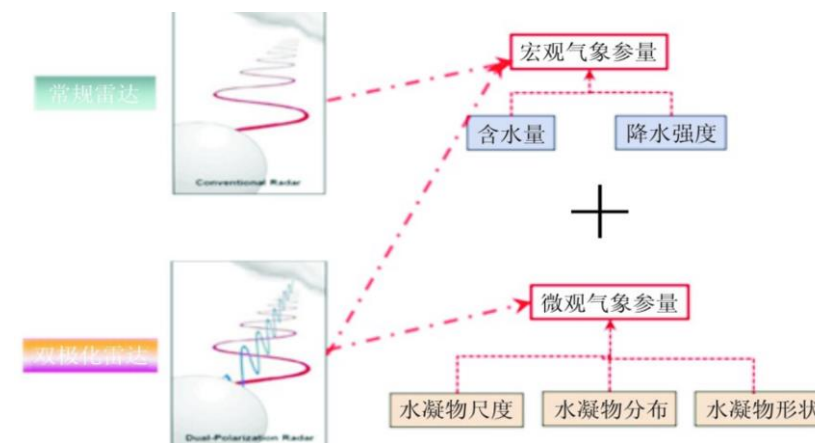 常规雷达
Conventional Radar
宏观气象参量
含水量
降水强度
双极化雷达
Dual-Polarization Radar
微观气象参量
水凝物尺度
水凝物分布
水凝物形状